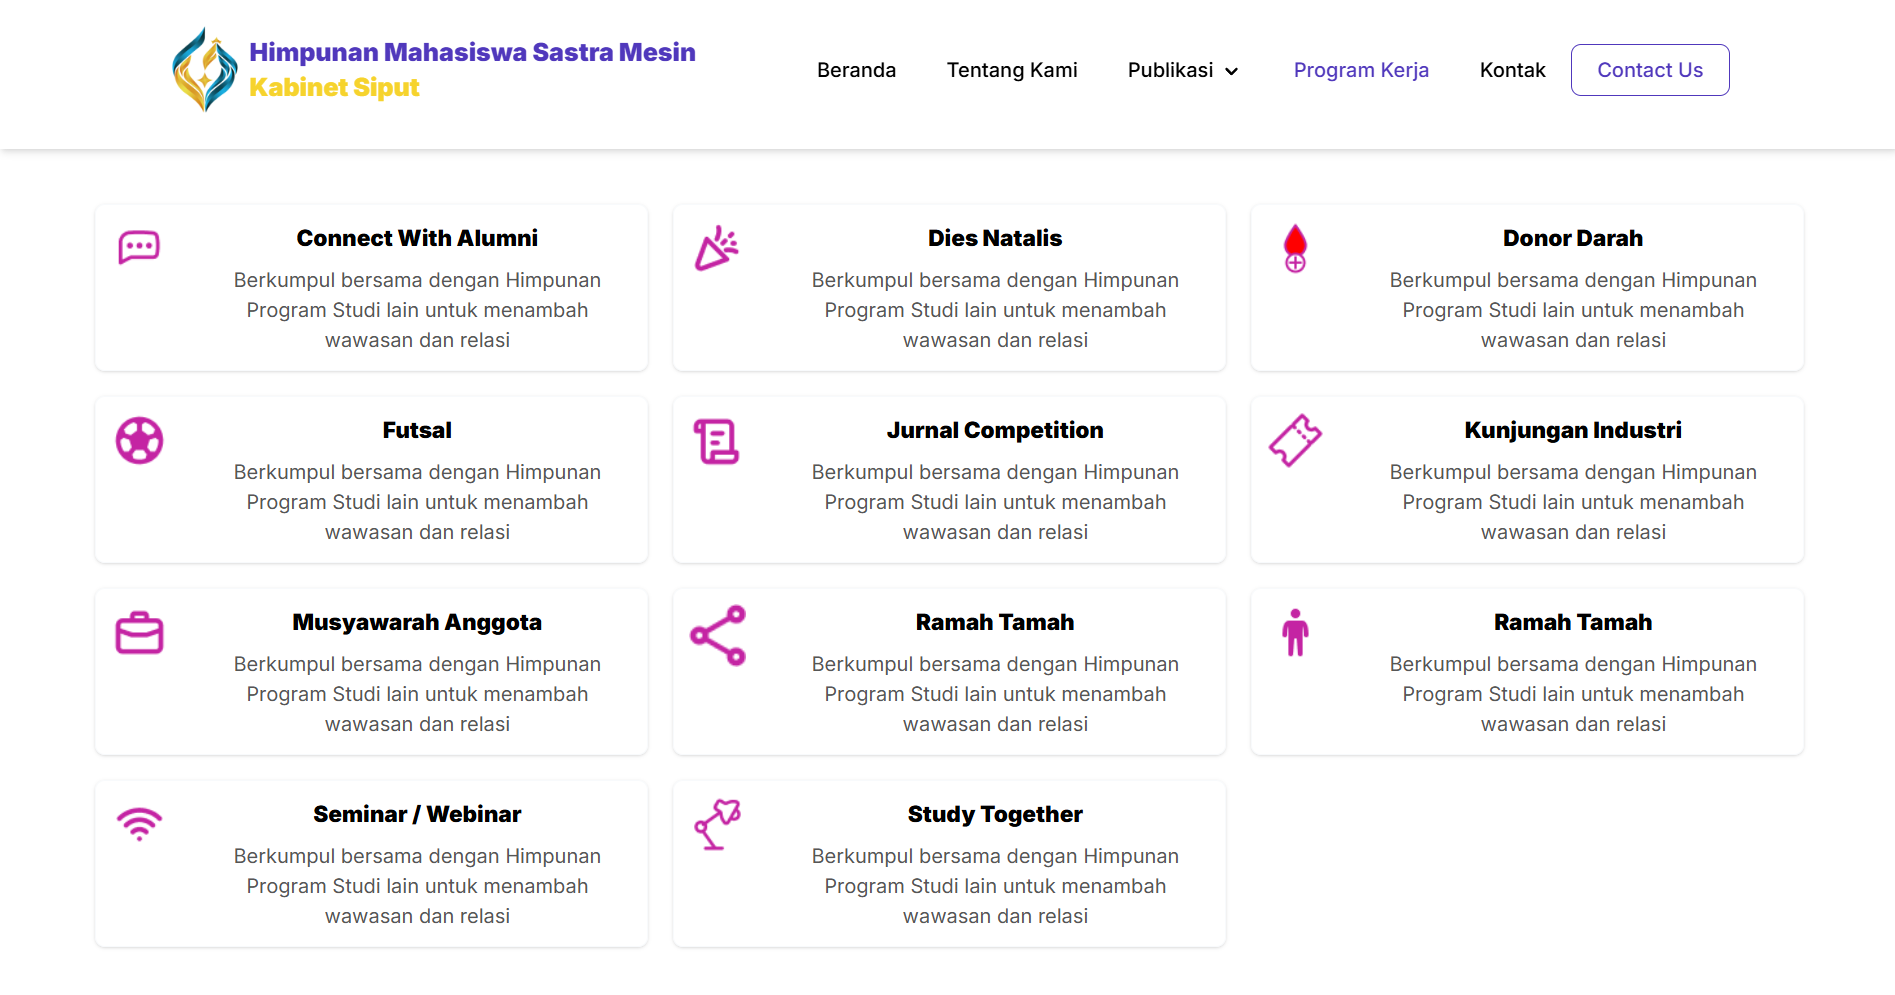 Himpunan Mahasiswa Sastra Mesin
Kabinet Siput
Beranda
Tentang Kami
Publikasi
Program Kerja
Kontak
Contact Us
Connect With Alumni
Berkumpul bersama dengan Himpunan
Program Studi lain untuk menambah
wawasan dan relasi
Dies Natalis
Berkumpul bersama dengan Himpunan
Program Studi lain untuk menambah
wawasan dan relasi
Donor Darah
Berkumpul bersama dengan Himpunan
Program Studi lain untuk menambah
wawasan dan relasi
Futsal
Berkumpul bersama dengan Himpunan
Program Studi lain untuk menambah
wawasan dan relasi
Jurnal Competition
Berkumpul bersama dengan Himpunan
Program Studi lain untuk menambah
wawasan dan relasi
Kunjungan Industri
Berkumpul bersama dengan Himpunan
Program Studi lain untuk menambah
wawasan dan relasi
Musyawarah Anggota
Berkumpul bersama dengan Himpunan
Program Studi lain untuk menambah
wawasan dan relasi
Ramah Tamah
Berkumpul bersama dengan Himpunan
Program Studi lain untuk menambah
wawasan dan relasi
Ramah Tamah
Berkumpul bersama dengan Himpunan
Program Studi lain untuk menambah
wawasan dan relasi
Seminar / Webinar
Berkumpul bersama dengan Himpunan
Program Studi lain untuk menambah
wawasan dan relasi
Study Together
Berkumpul bersama dengan Himpunan
Program Studi lain untuk menambah
wawasan dan relasi